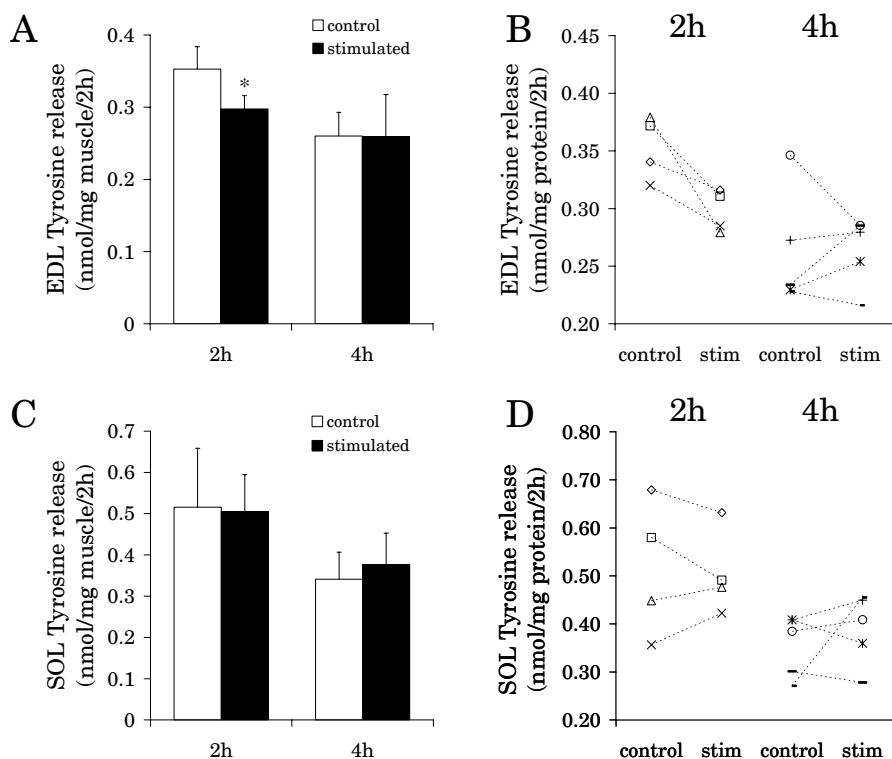 A
EDL Tyrosine release
(nmol/mg muscle/2h)
0.4
0.3
0.2
0.1
0
control
stimulated
*
2h
4h
B
2h
4h
EDL Tyrosine release
(nmol/mg protein/2h)
0.45
0.40
0.35
0.30
0.25
0.20
control stim control stim
C
SOL Tyrosine release
(nmol/mg muscle/2h)
0.7
0.6
0.5
0.4
0.3
0.2
0.1
0
control
stimulated
2h
4h
D
2h
4h
SOL Tyrosine release
(nmol/mg protein/2h)
0.80
0.70
0.60
0.50
0.40
0.30
0.20
control stim control stim